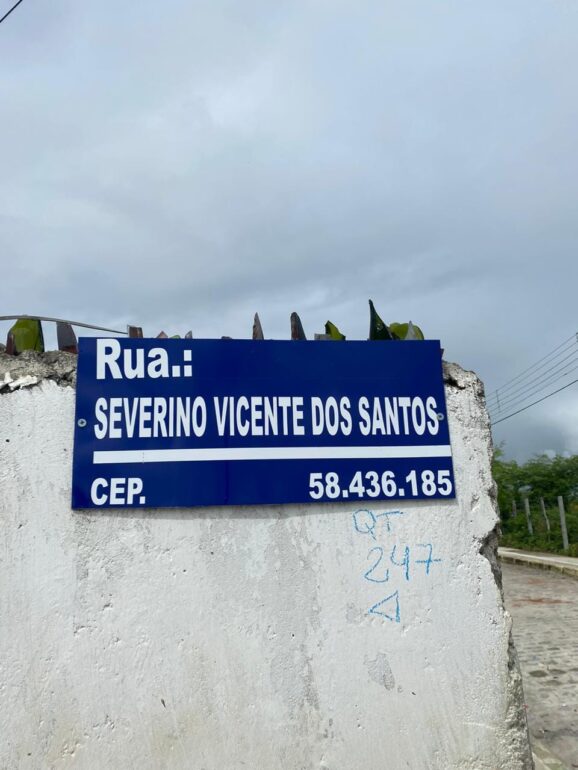 Rua.:
SEVERINO VICENTE DOS SANTOS
CEP. 58.436.185
QT
247